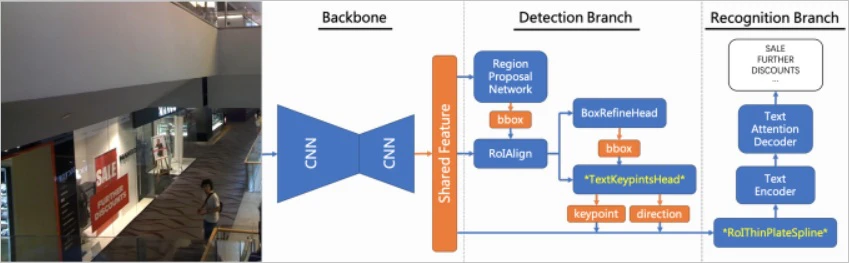 Backbone
Detection Branch
Recognition Branch
SALE
FURTHER
DISCOUNTS
CNN
CNN
Shared Feature
Region
Proposal
Network
bbox
RoIAlign
BoxRefineHead
bbox
*TextKeypintsHead*
keypoint
direction
SALE
FURTHER
DISCOUNTS
...
Text
Attention
Decoder
Text
Encoder
*RoIThinPlateSpline*